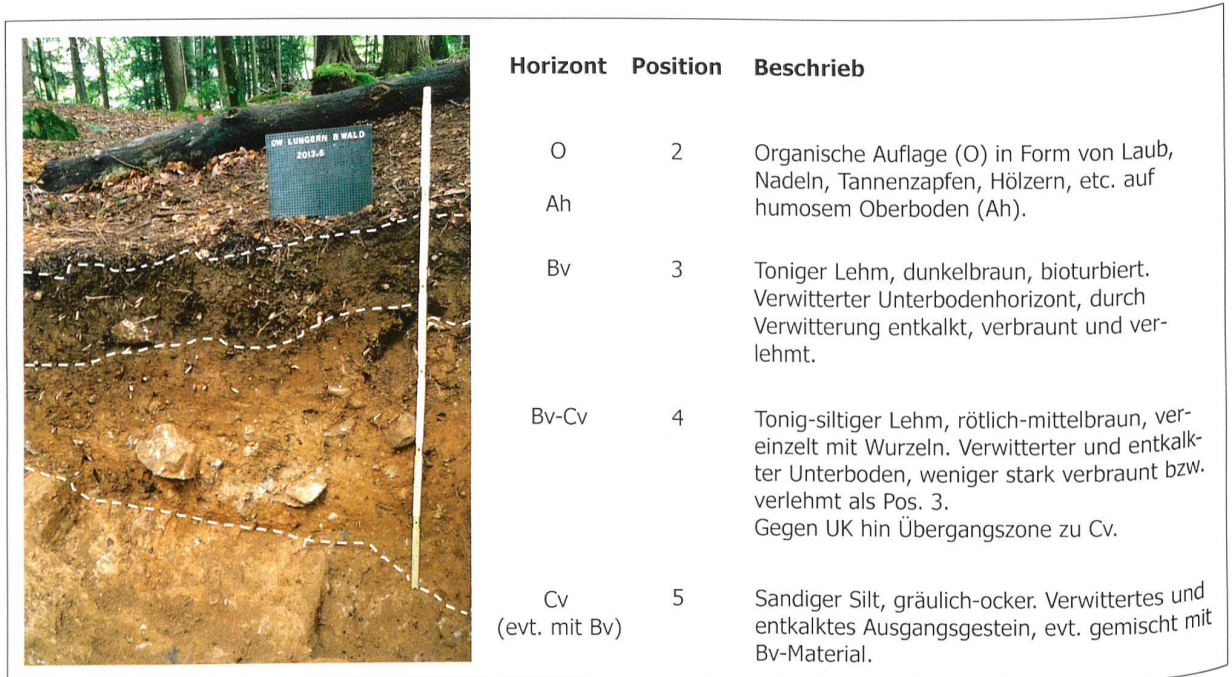 OW LUNGERN B WALD
2013.6
Horizont Position Beschrieb
O 2 Organische Auflage (O) in Form von Laub,
Nadeln, Tannenzapfen, Hölzern, etc. auf
Ah humosem Oberboden (Ah).
Bv 3 Toniger Lehm, dunkelbraun, bioturbiert.
Verwitterter Unterbodenhorizont, durch
Verwitterung entkalkt, verbraunt und ver-
lehmt.
Bv-Cv 4 Tonig-siltiger Lehm, rötlich-mittelbraun, ver-
einzelt mit Wurzeln. Verwitterter und entkalk-
ter Unterboden, weniger stark verbraunt bzw.
verlehmt als Pos. 3.
Gegen UK hin Übergangszone zu Cv.
Cv 5 Sandiger Silt, gräulich-ocker. Verwittertes und
(evt. mit Bv) entkalktes Ausgangsgestein, evt. gemischt mit
Bv-Material.